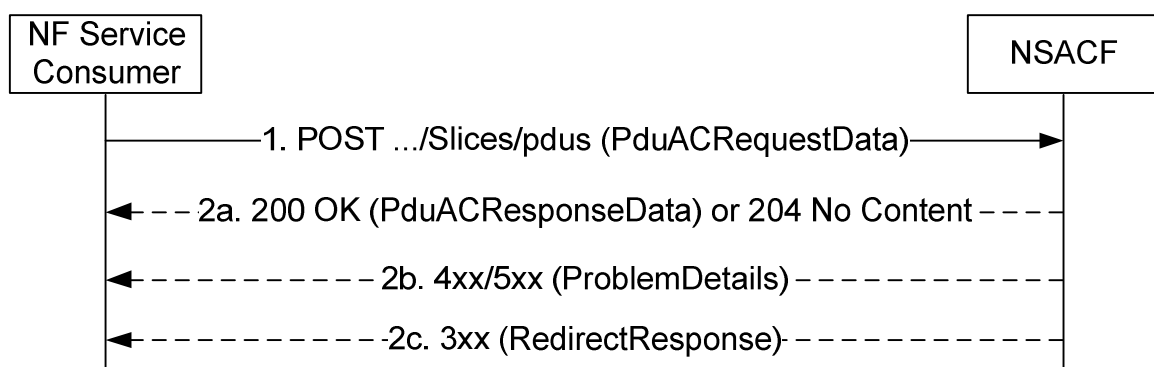 NF Service
Consumer
NSACF
1. POST .../Slices/pdus (PduACRequestData)
2a. 200 OK (PduACResponseData) or 204 No Content
2b. 4xx/5xx (ProblemDetails)
2c. 3xx (RedirectResponse)